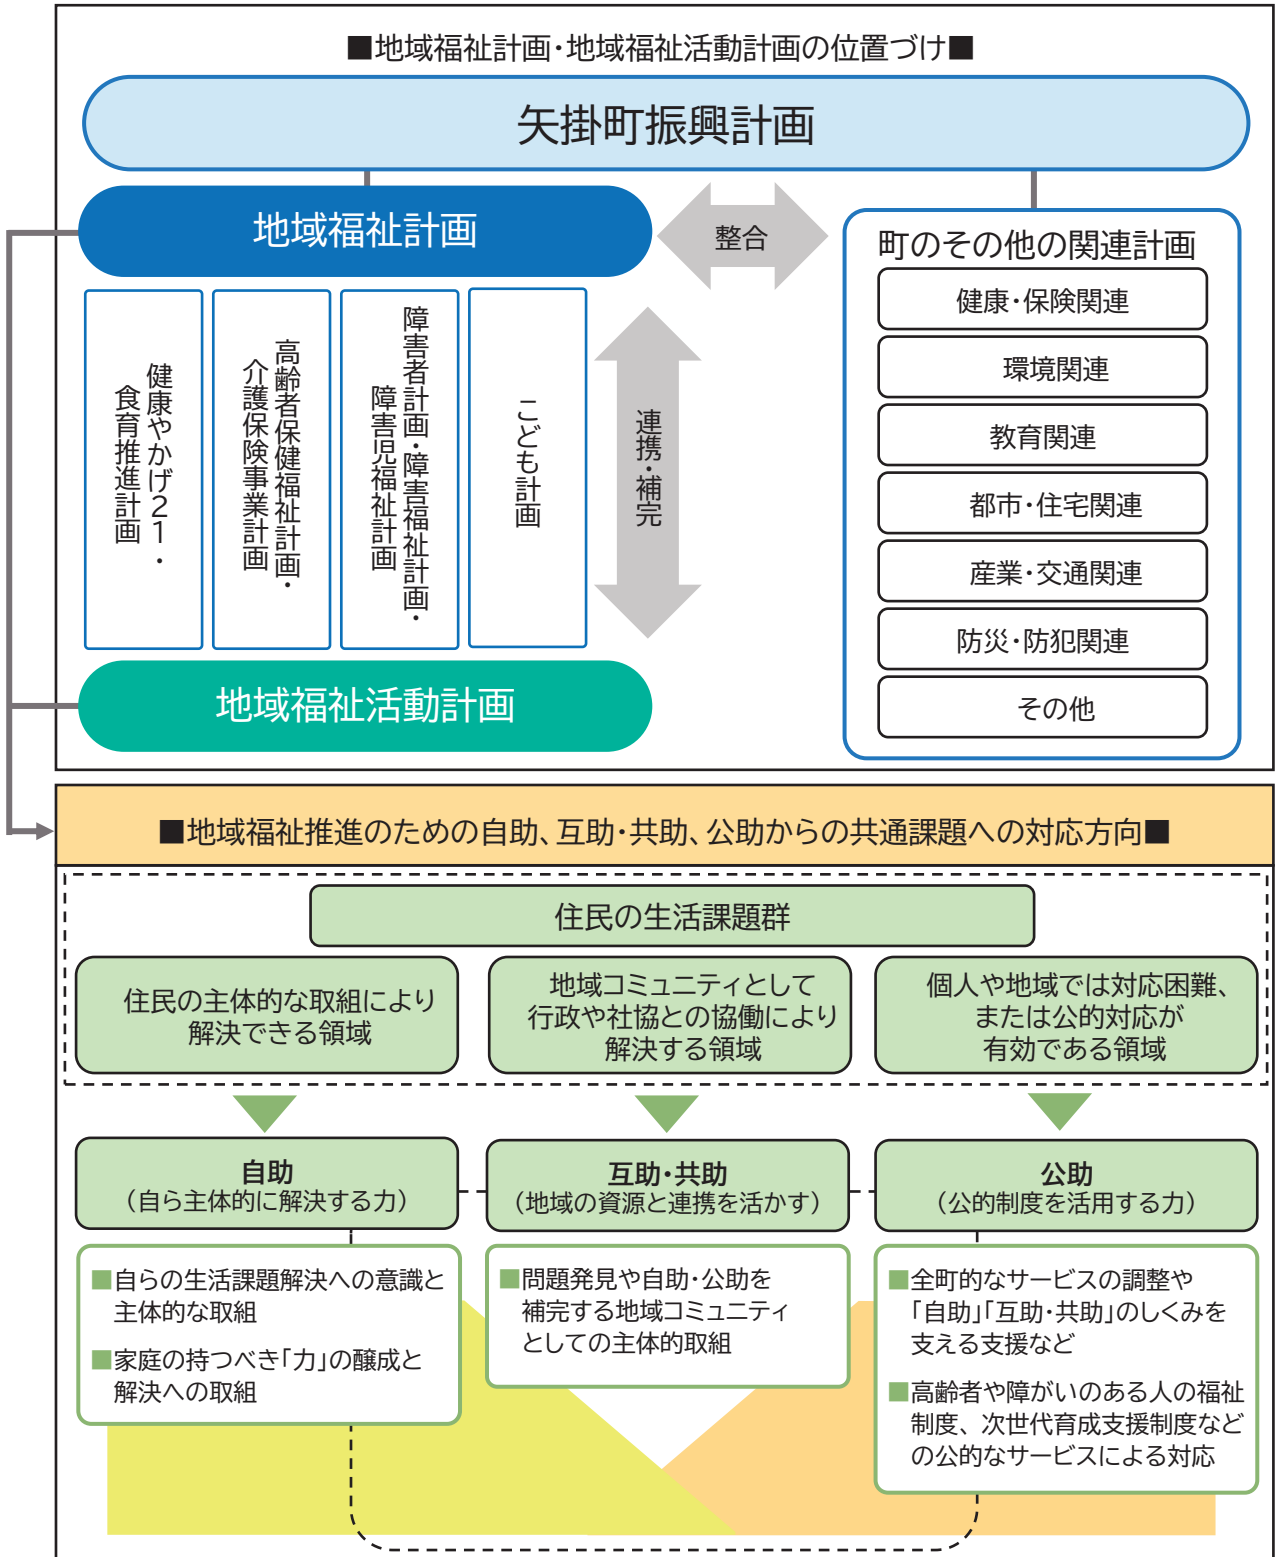 ■地域福祉計画・地域福祉活動計画の位置づけ■
矢掛町振興計画
地域福祉計画
整合
町のその他の関連計画
健康・保険関連
環境関連
教育関連
都市・住宅関連
産業・交通関連
防災・防犯関連
その他
健康やかげ２１・
食育推進計画
高齢者保健福祉計画・
介護保険事業計画
障害者計画・障害福祉計画・
障害児福祉計画
こども計画
連携・補完
地域福祉活動計画
■地域福祉推進のための自助、互助・共助、公助からの共通課題への対応方向■
住民の生活課題群
住民の主体的な取組により
解決できる領域
地域コミュニティとして
行政や社協との協働により
解決する領域
個人や地域では対応困難、
または公的対応が
有効である領域
自助
（自ら主体的に解決する力）
互助・共助
（地域の資源と連携を活かす）
公助
（公的制度を活用する力）
■自らの生活課題解決への意識と
主体的な取組
■家庭の持つべき「力」の醸成と
解決への取組
■問題発見や自助・公助を
補完する地域コミュニティ
としての主体的取組
■全町的なサービスの調整や
「自助」「互助・共助」のしくみを
支える支援など
■高齢者や障がいのある人の福祉
制度、次世代育成支援制度など
の公的なサービスによる対応